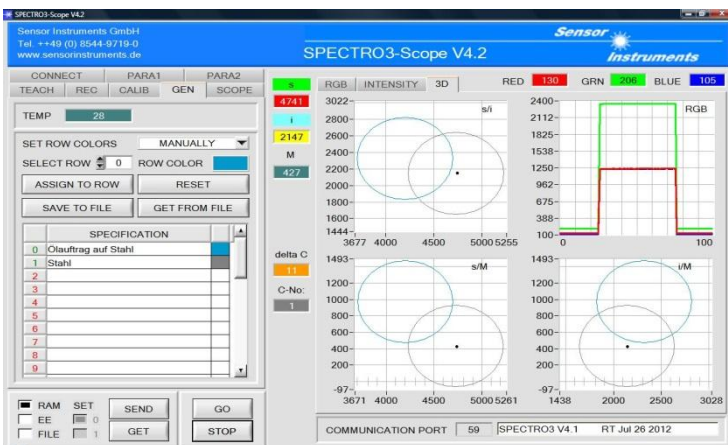 SPECTRO3-Scope V4.2
Sensor Instruments GmbH
Tel. ++49 (0) 8544-9719-0
www.sensorinstruments.de
SPECTRO3-Scope V4.2
Sensor
Instruments
CONNECT PARA1 PARA2
TEACH REC CALIB GEN SCOPE
TEMP 28
SET ROW COLORS MANUALLY
SELECT ROW 0 ROW COLOR
ASSIGN TO ROW RESET
SAVE TO FILE GET FROM FILE
SPECIFICATION
0 Olauftrag auf Stahl
1 Stahl
2
3
4
5
6
7
8
9
RAM SET SEND GO
EE 0
FILE 1 GET STOP
s
4741
i
2147
M
427
delta C
11
C-No:
1
RGB INTENSITY 3D RED 130 GRN 206 BLUE 105
3022
2800
2600
2400
2200
2000
1800
1600
1444
s/i
3677 4000 4500 5000 5255
2400
2112
1825
1538
1250
962
675
388
100
RGB
0 100
1493
1200
1000
800
600
400
200
-97
s/M
3671 4000 4500 5000 5261
1493
1200
1000
800
600
400
200
-97
i/M
1438 2000 2500 3028
COMMUNICATION PORT 59 SPECTRO3 V4.1 RT Jul 26 2012